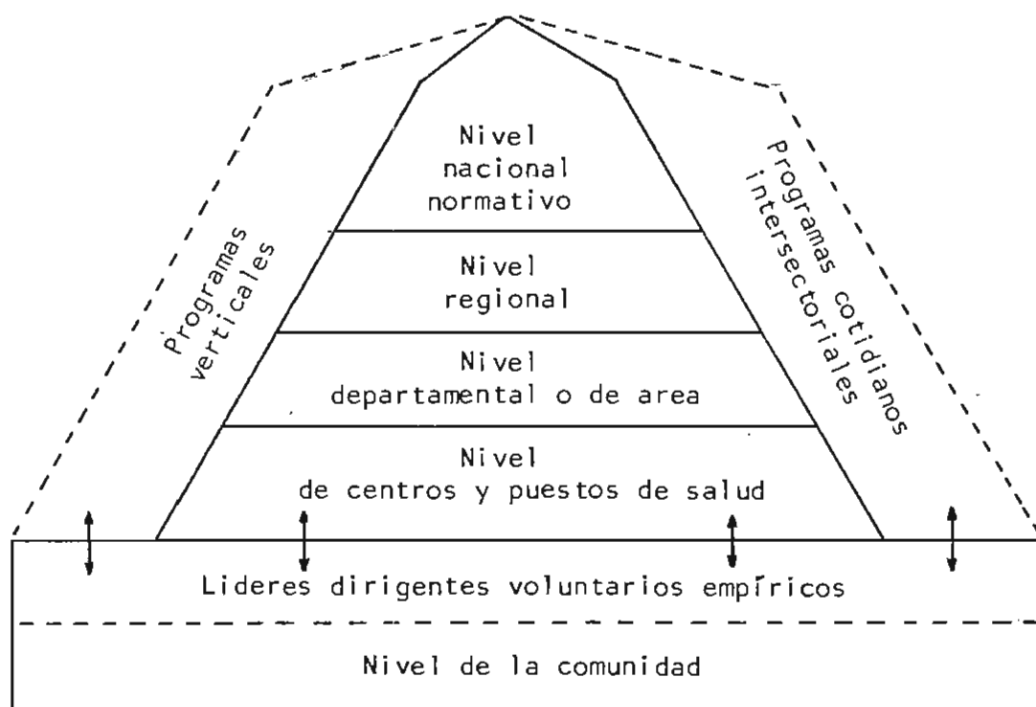 Nivel
nacional
normativo
Nivel
regional
Nivel
departamental o de area
Nivel
de centros y puestos de salud
Programas
verticales
Programas cotidianos
intersectoriales
Lideres dirigentes voluntarios empíricos
Nivel de la comunidad